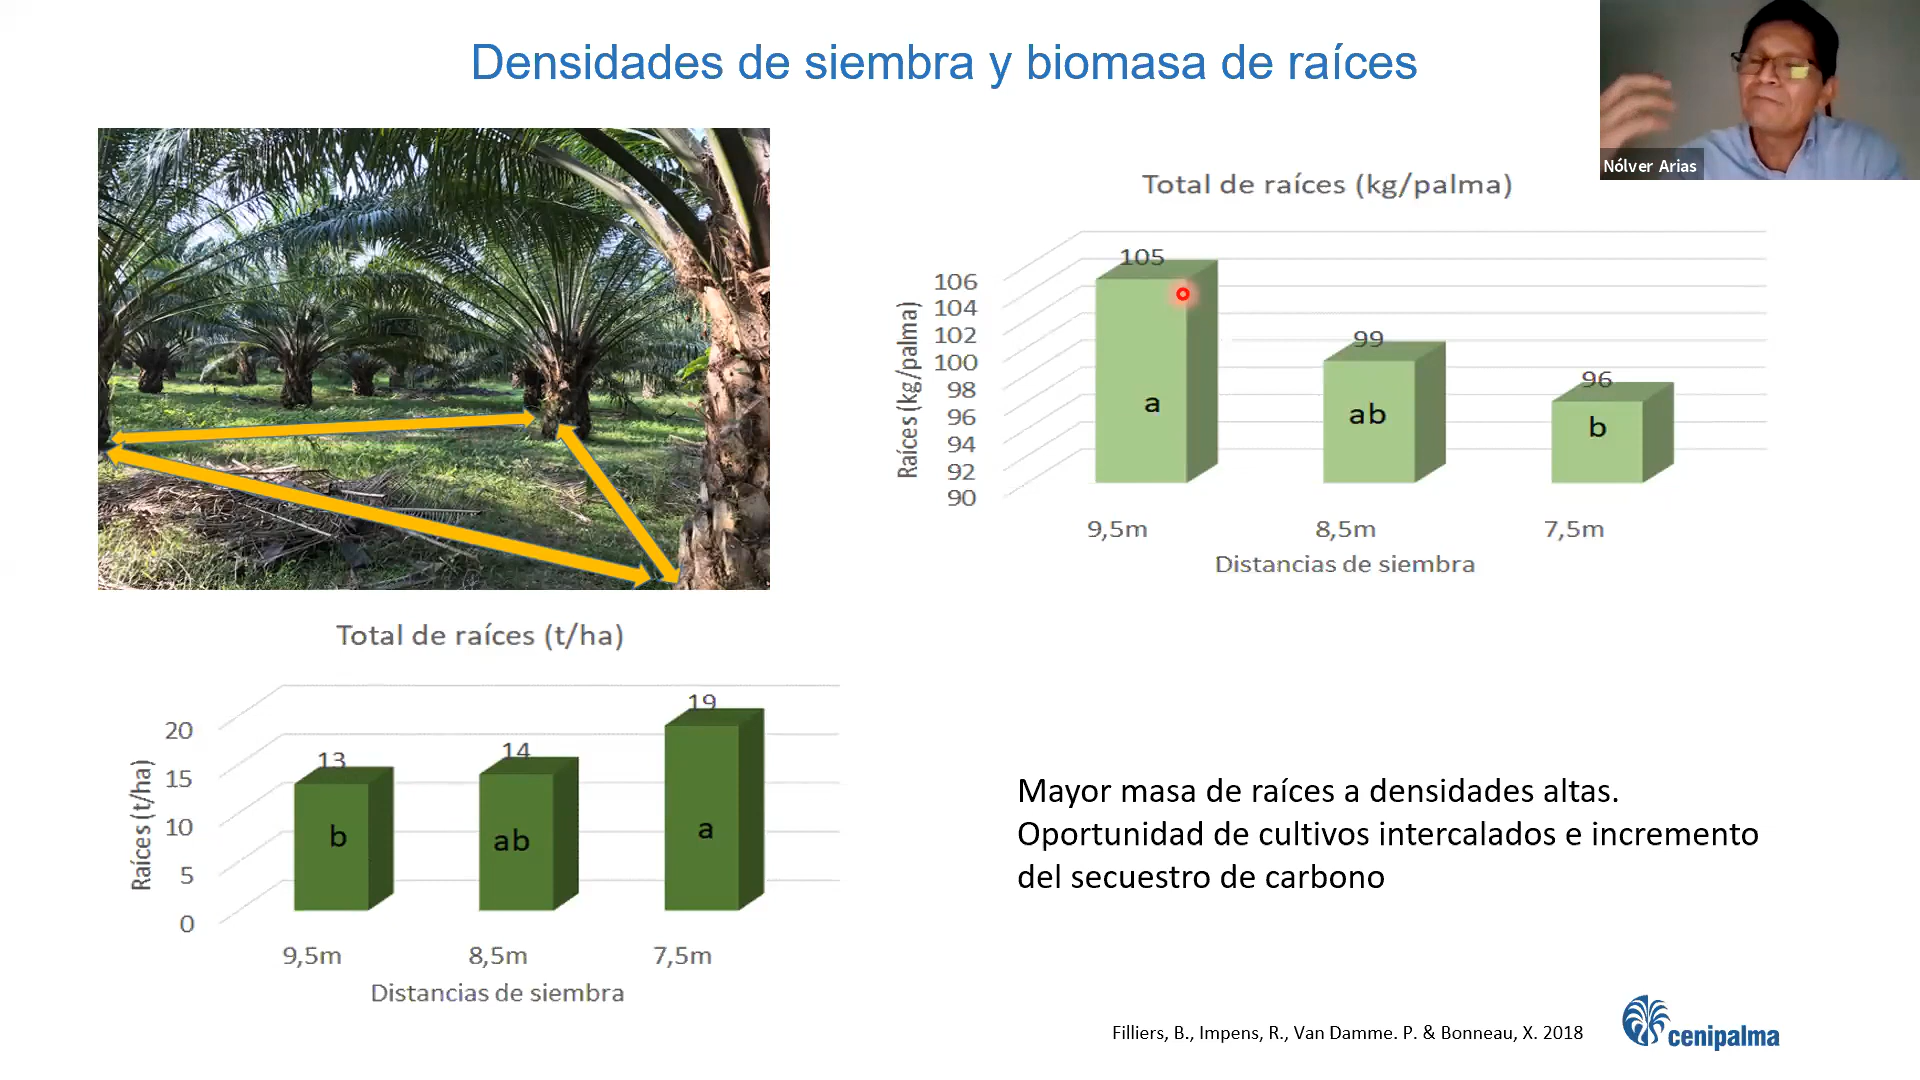 Densidades de siembra y biomasa de raíces
Nólver Arias
Total de raíces (kg/palma)
Raíces (kg/palma)
106
104
102
100
98
96
94
92
90
105
99
96
a
ab
b
9,5m
8,5m
7,5m
Distancias de siembra
Total de raíces (t/ha)
Raíces (t/ha)
20
15
10
5
0
13
14
19
b
ab
a
9,5m
8,5m
7,5m
Distancias de siembra
Mayor masa de raíces a densidades altas.
Oportunidad de cultivos intercalados e incremento
del secuestro de carbono
Filliers, B., Impens, R., Van Damme. P. & Bonneau, X. 2018
cenipalma